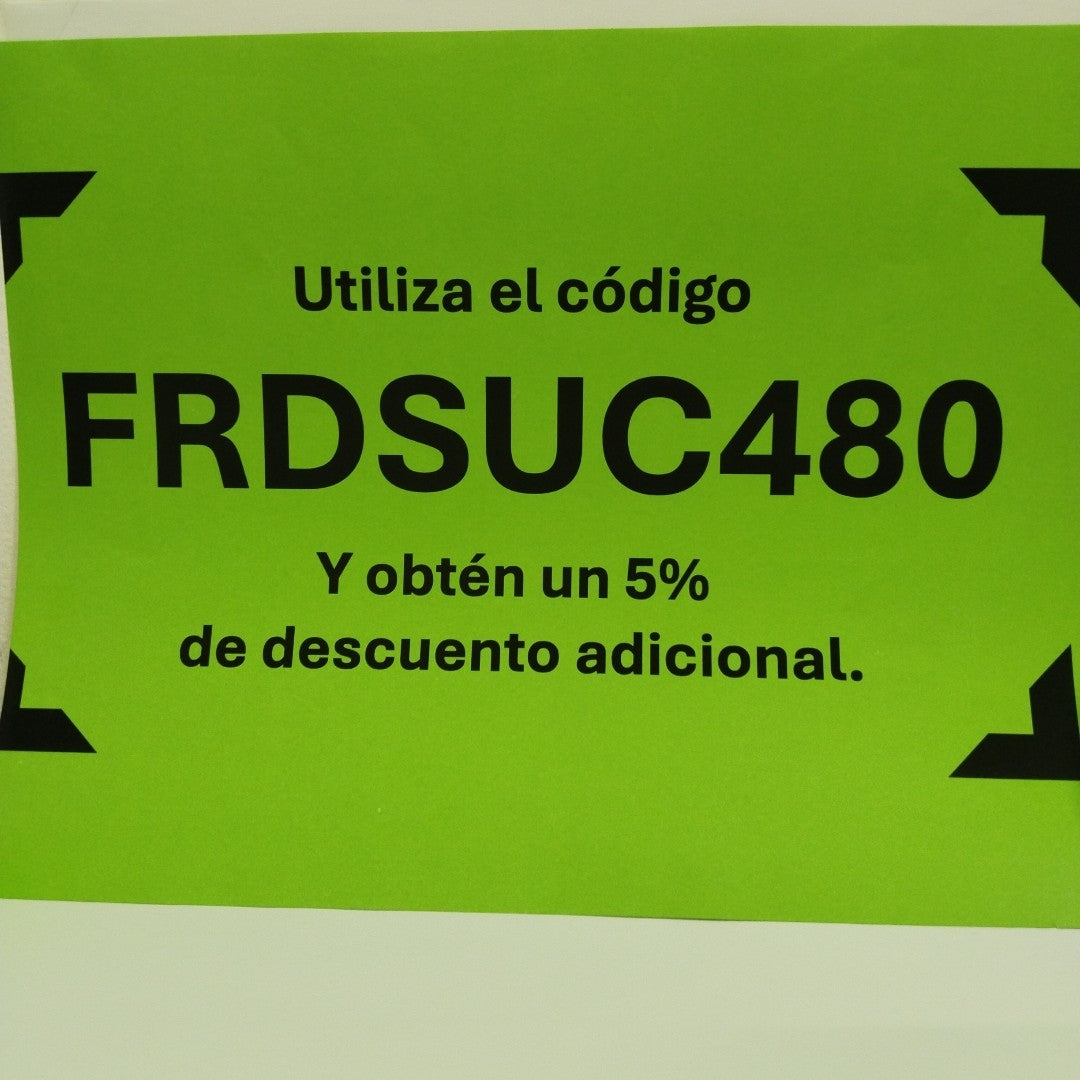 Utiliza el código
FRDSUC480
Y obtén un 5%
de descuento adicional.